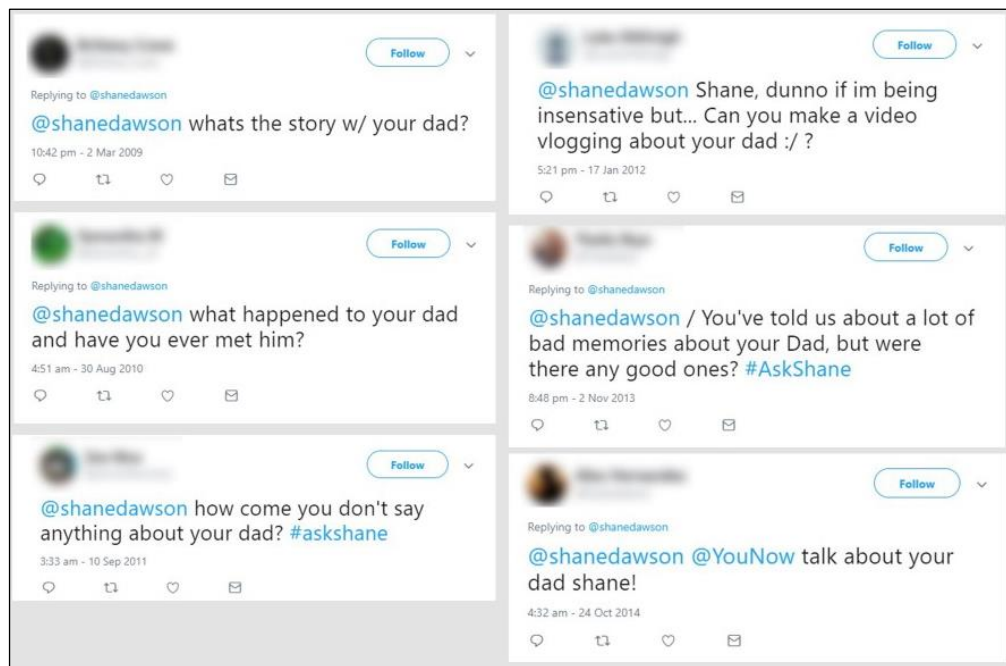 Follow
Replying to @shanedawson
@shanedawson whats the story w/ your dad?
10:42 pm - 2 Mar 2009
Follow
Replying to @shanedawson
@shanedawson what happened to your dad
and have you ever met him?
4:51 am - 30 Aug 2010
Follow
@shanedawson how come you don't say
anything about your dad? #askshane
3:33 am - 10 Sep 2011
Follow
@shanedawson Shane, dunno if im being
insensative but... Can you make a video
vlogging about your dad :/ ?
5:21 pm - 17 Jan 2012
Follow
Replying to @shanedawson
@shanedawson / You've told us about a lot of
bad memories about your Dad, but were
there any good ones? #AskShane
8:48 pm - 2 Nov 2013
Follow
Replying to @shanedawson
@shanedawson @YouNow talk about your
dad shane!
4:32 am - 24 Oct 2014